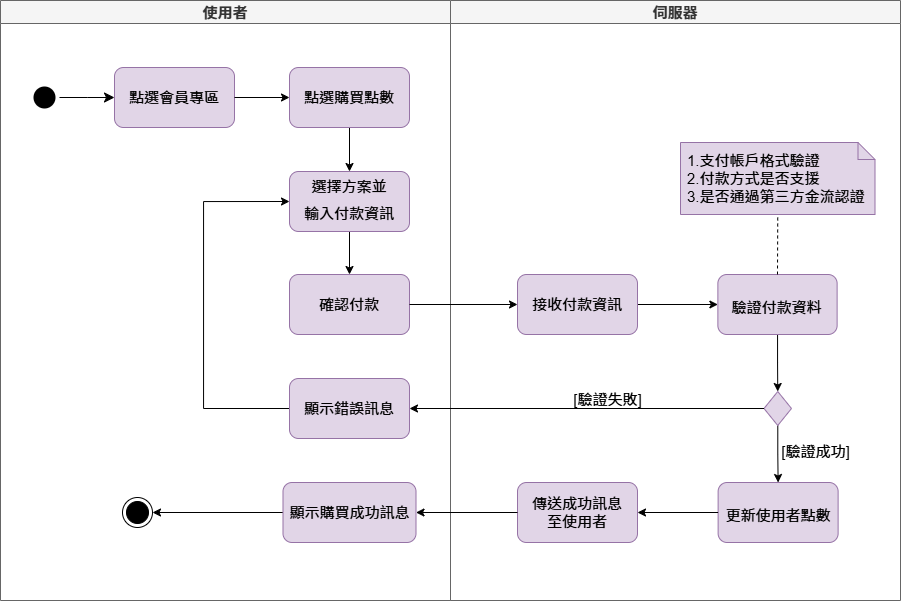 使用者
伺服器
點選會員專區
點選購買點數
1.支付帳戶格式驗證
2.付款方式是否支援
3.是否通過第三方金流認證
選擇方案並
輸入付款資訊
確認付款
接收付款資訊
驗證付款資料
顯示錯誤訊息
[驗證失敗]
[驗證成功]
顯示購買成功訊息
傳送成功訊息
至使用者
更新使用者點數